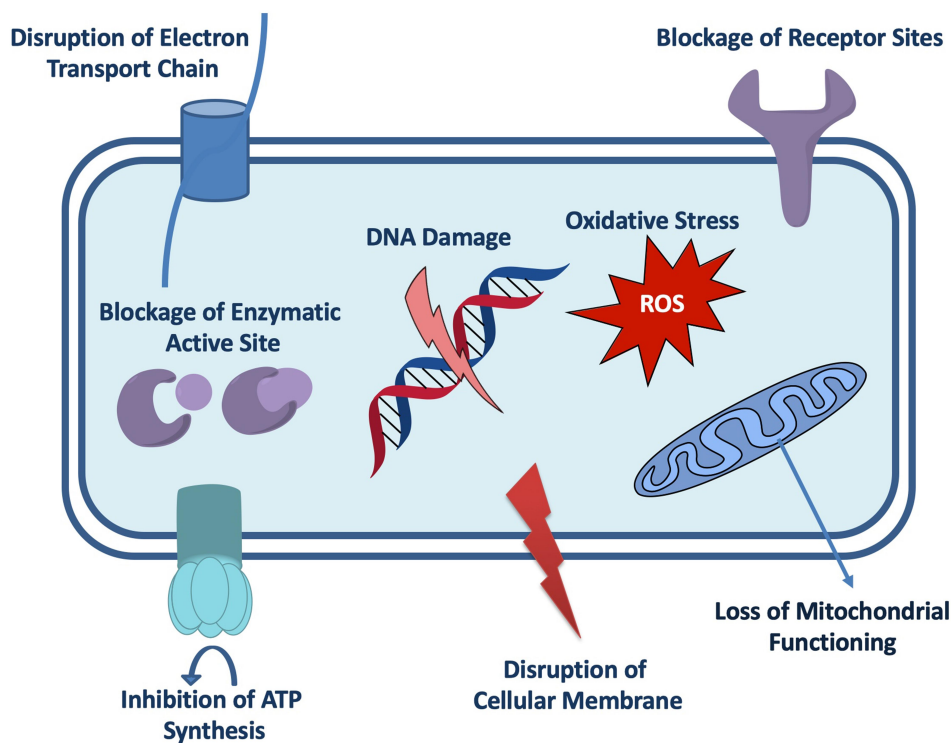 Disruption of Electron
Transport Chain
Blockage of Receptor Sites
Oxidative Stress
DNA Damage
ROS
Blockage of Enzymatic
Active Site
Loss of Mitochondrial
Functioning
Disruption of
Cellular Membrane
Inhibition of ATP
Synthesis